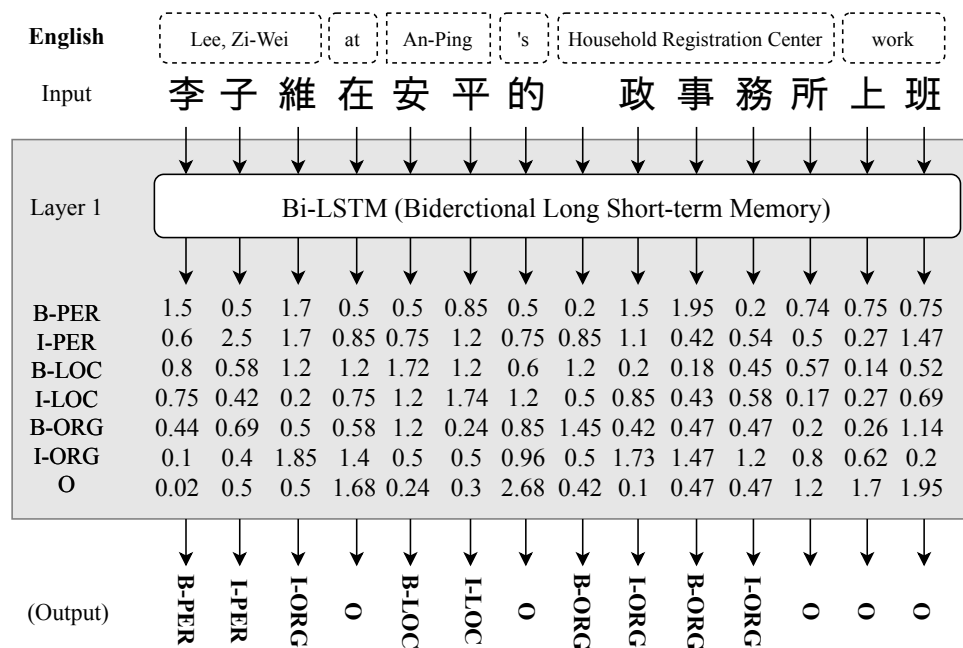 English Lee, Zi-Wei at An-Ping 's Household Registration Center work
Input 李 子 維 在 安 平 的 政 事 務 所 上 班
Layer 1 Bi-LSTM (Biderctional Long Short-term Memory)
B-PER 1.5 0.5 1.7 0.5 0.5 0.85 0.5 0.2 1.5 1.95 0.2 0.74 0.75 0.75
I-PER 0.6 2.5 1.7 0.85 0.75 1.2 0.75 0.85 1.1 0.42 0.54 0.5 0.27 1.47
B-LOC 0.8 0.58 1.2 1.2 1.72 1.2 0.6 1.2 0.2 0.18 0.45 0.57 0.14 0.52
I-LOC 0.75 0.42 0.2 0.75 1.2 1.74 1.2 0.5 0.85 0.43 0.58 0.17 0.27 0.69
B-ORG 0.44 0.69 0.5 0.58 1.2 0.24 0.85 1.45 0.42 0.47 0.47 0.2 0.26 1.14
I-ORG 0.1 0.4 1.85 1.4 0.5 0.5 0.96 0.5 1.73 1.47 1.2 0.8 0.62 0.2
O 0.02 0.5 0.5 1.68 0.24 0.3 2.68 0.42 0.1 0.47 0.47 1.2 1.7 1.95
(Output) B-PER I-PER I-ORG O B-LOC I-LOC O B-ORG I-ORG B-ORG I-ORG O O O